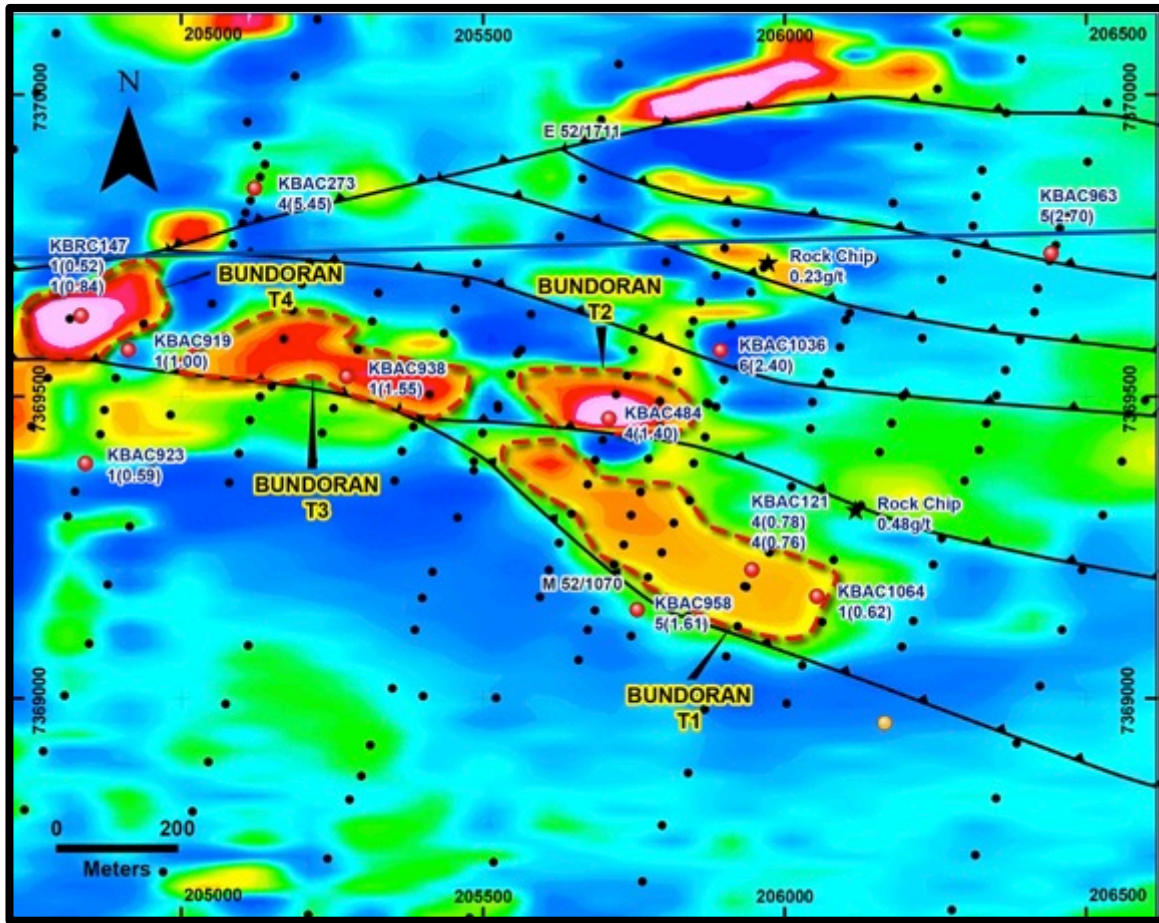 205000
205500
206000
206500
7370000
7370000
N
E 52/1711
KBAC273
4(5.45)
KBAC963
5(2.70)
KBRC147
1(0.52)
1(0.84)
BUNDORAN
T4
Rock Chip
0.23g/t
BUNDORAN
T2
KBAC919
1(1.00)
KBAC1036
6(2.40)
KBAC938
1(1.55)
7369500
7369500
KBAC484
4(1.40)
KBAC923
1(0.59)
BUNDORAN
T3
KBAC121
4(0.78)
4(0.76)
Rock Chip
0.48g/t
M 52/1070
KBAC958
5(1.61)
KBAC1064
1(0.62)
BUNDORAN
T1
7369000
7369000
0 200
Meters
205000
205500
206000
206500